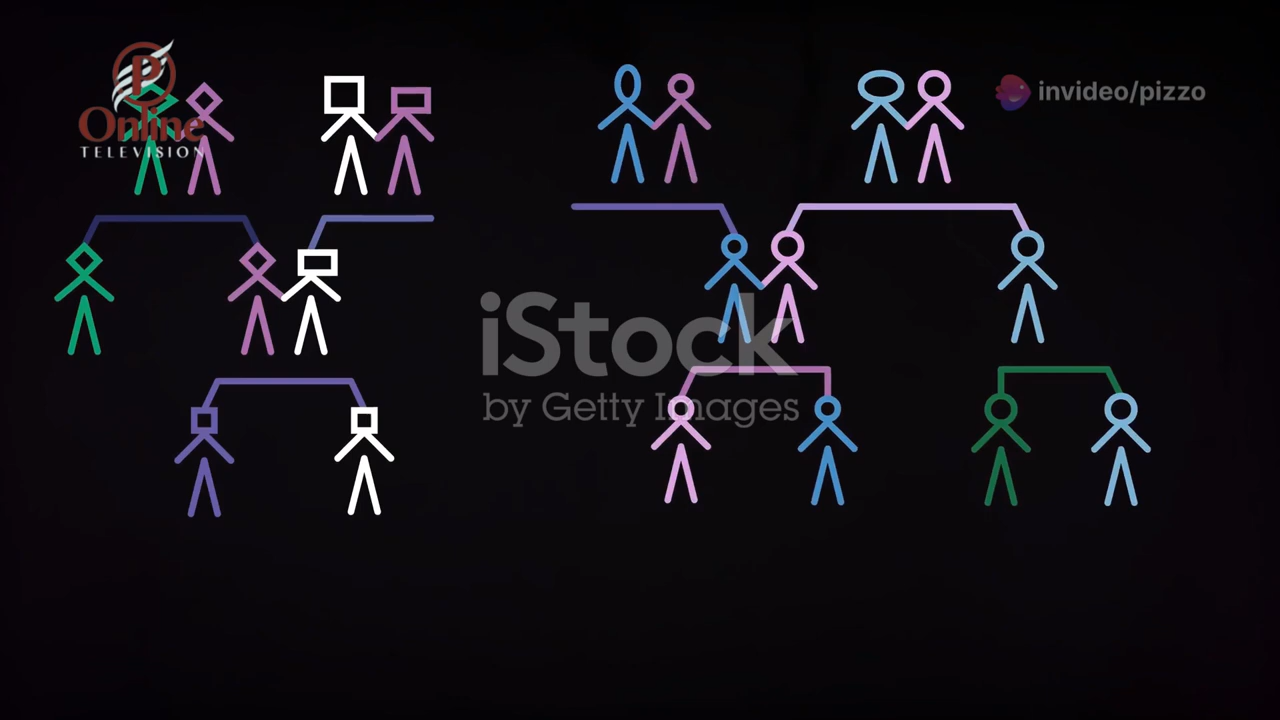 P
Online
TELEVISION
invideo/pizzo
iStock
by Getty Images